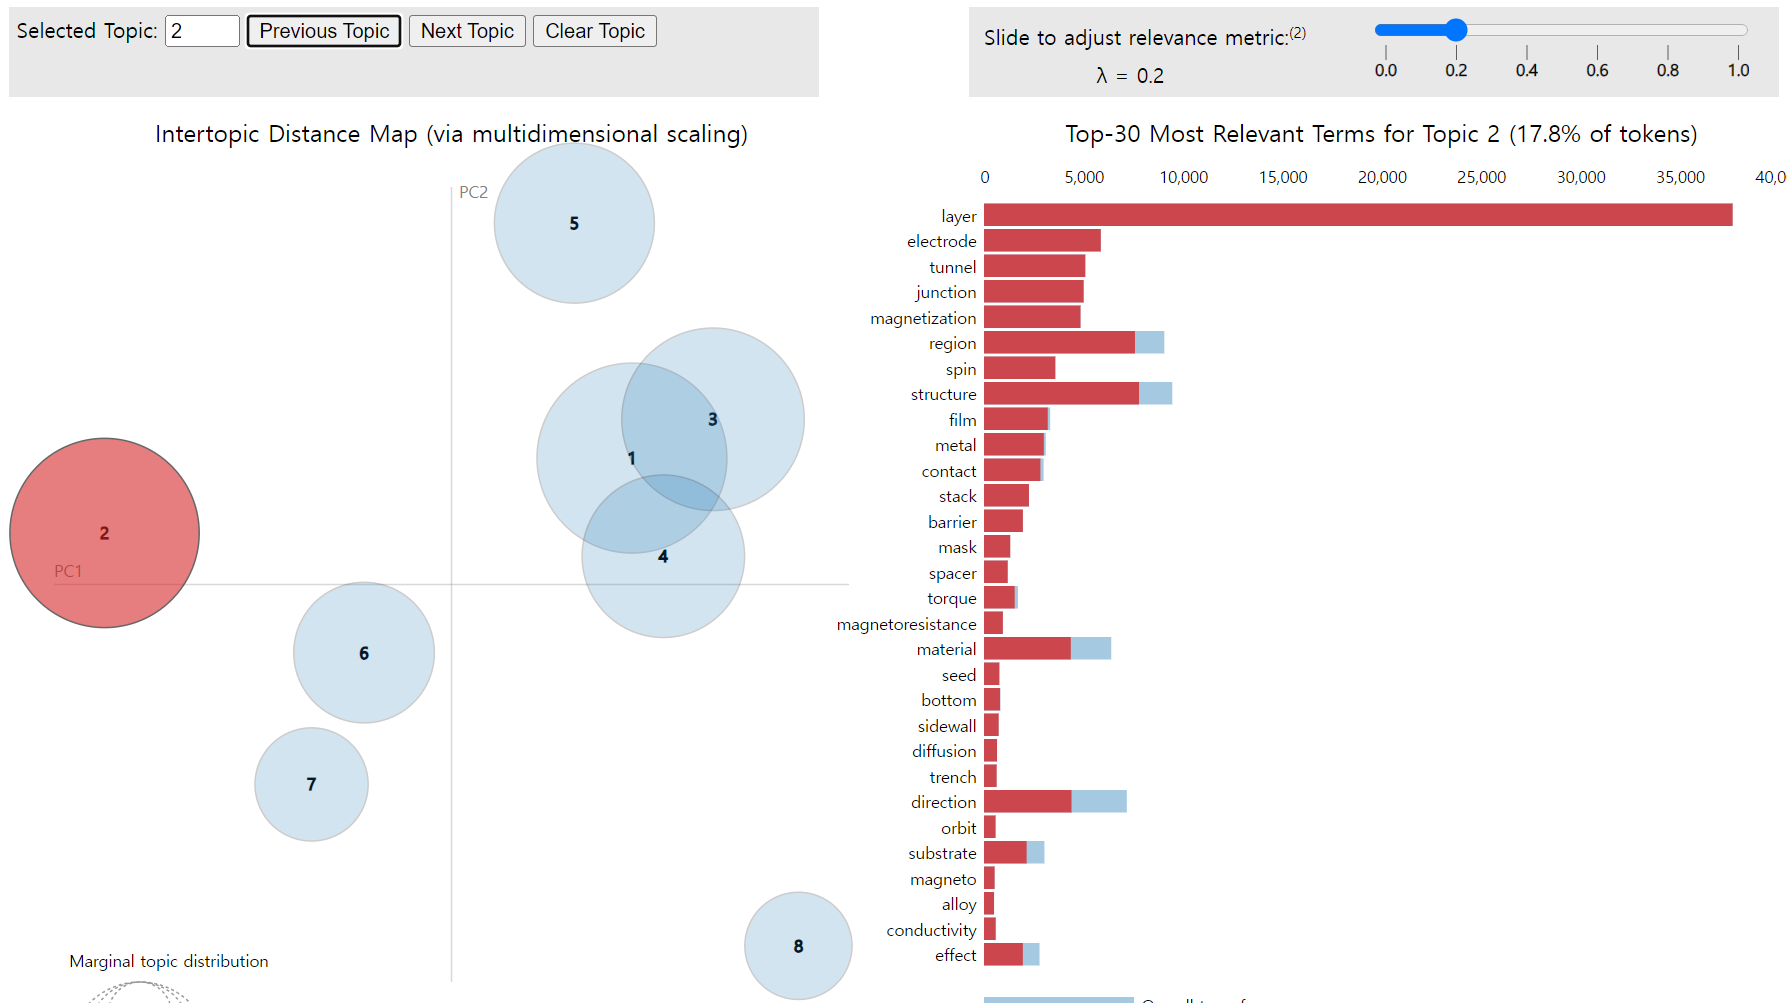 Selected Topic: 2 Previous Topic Next Topic Clear Topic
Slide to adjust relevance metric:(2)
λ = 0.2
0.0 0.2 0.4 0.6 0.8 1.0
Intertopic Distance Map (via multidimensional scaling)
PC2
PC1
5
3
1
4
2
6
7
8
Marginal topic distribution
Top-30 Most Relevant Terms for Topic 2 (17.8% of tokens)
0 5,000 10,000 15,000 20,000 25,000 30,000 35,000 40,0
layer
electrode
tunnel
junction
magnetization
region
spin
structure
film
metal
contact
stack
barrier
mask
spacer
torque
magnetoresistance
material
seed
bottom
sidewall
diffusion
trench
direction
orbit
substrate
magneto
alloy
conductivity
effect